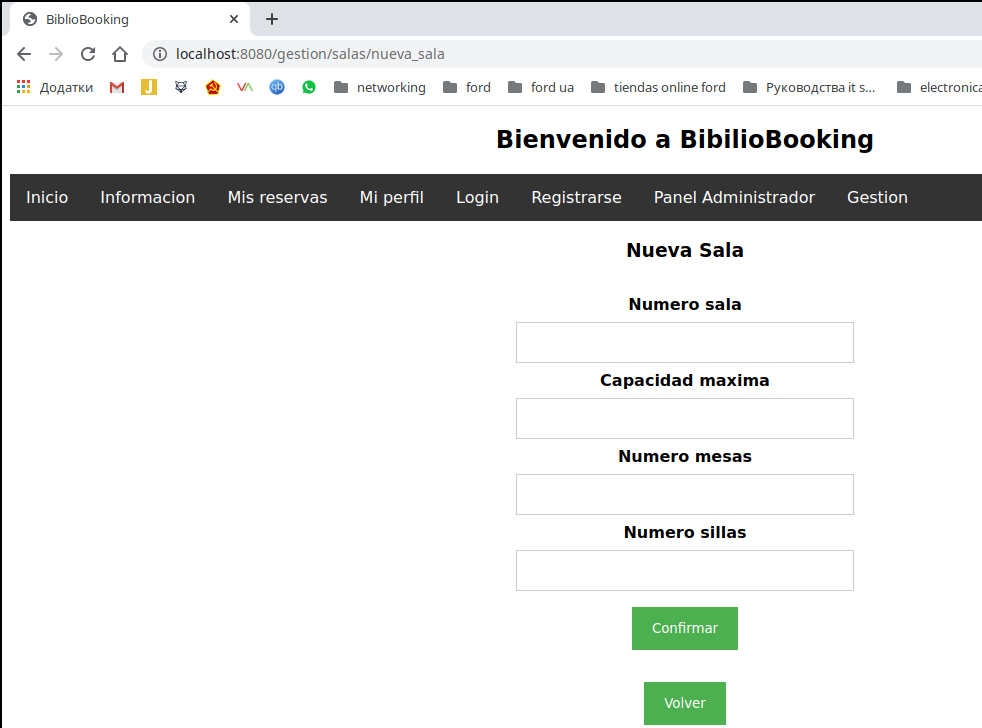 BiblioBooking
localhost:8080/gestion/salas/nueva_sala
Додатки J qb networking ford ford ua tiendas online ford Руководства it s... electronica
Bienvenido a BibilioBooking
Inicio Informacion Mis reservas Mi perfil Login Registrarse Panel Administrador Gestion
Nueva Sala
Numero sala
Capacidad maxima
Numero mesas
Numero sillas
Confirmar
Volver